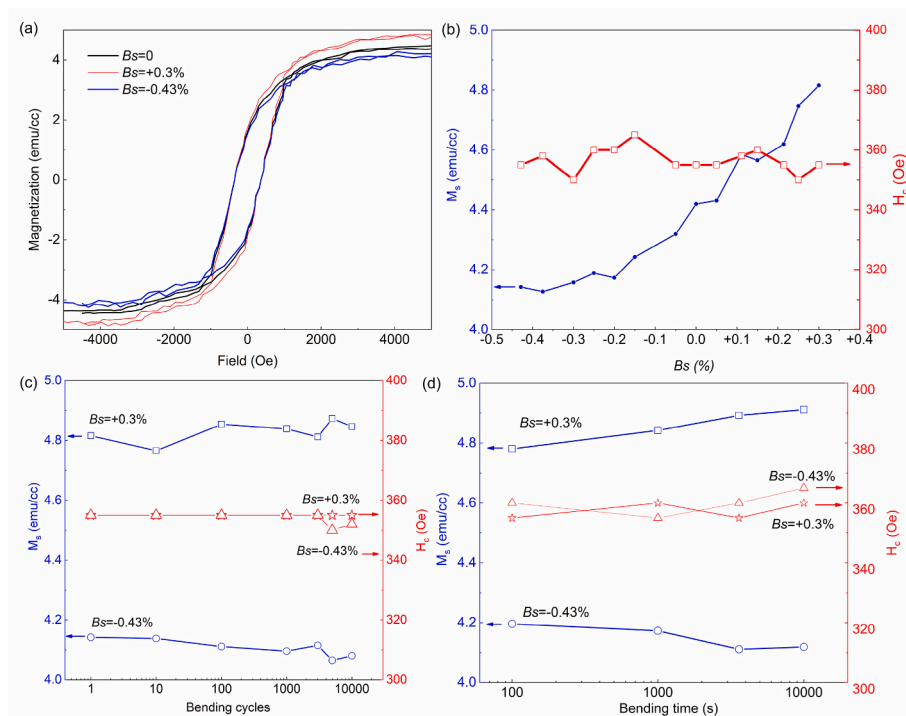 (a)
Bs=0
Bs=+0.3%
Bs=-0.43%
Magnetization (emu/cc)
4
2
0
-2
-4
-4000 -2000 0 2000 4000
Field (Oe)
(b)
Ms (emu/cc)
5.0
4.8
4.6
4.4
4.2
4.0
-0.5 -0.4 -0.3 -0.2 -0.1 0.0 +0.1 +0.2 +0.3 +0.4
Bs (%)
400
380
360
340
320
300
Hc (Oe)
(c)
Ms (emu/cc)
5.0
4.8
4.6
4.4
4.2
4.0
Bs=+0.3%
Bs=+0.3%
Bs=-0.43%
Bs=-0.43%
1 10 100 1000 10000
Bending cycles
400
380
360
340
320
300
Hc (Oe)
(d)
Ms (emu/cc)
5.0
4.8
4.6
4.4
4.2
4.0
Bs=+0.3%
Bs=-0.43%
Bs=+0.3%
Bs=-0.43%
100 1000 10000
Bending time (s)
400
380
360
340
320
300
Hc (Oe)